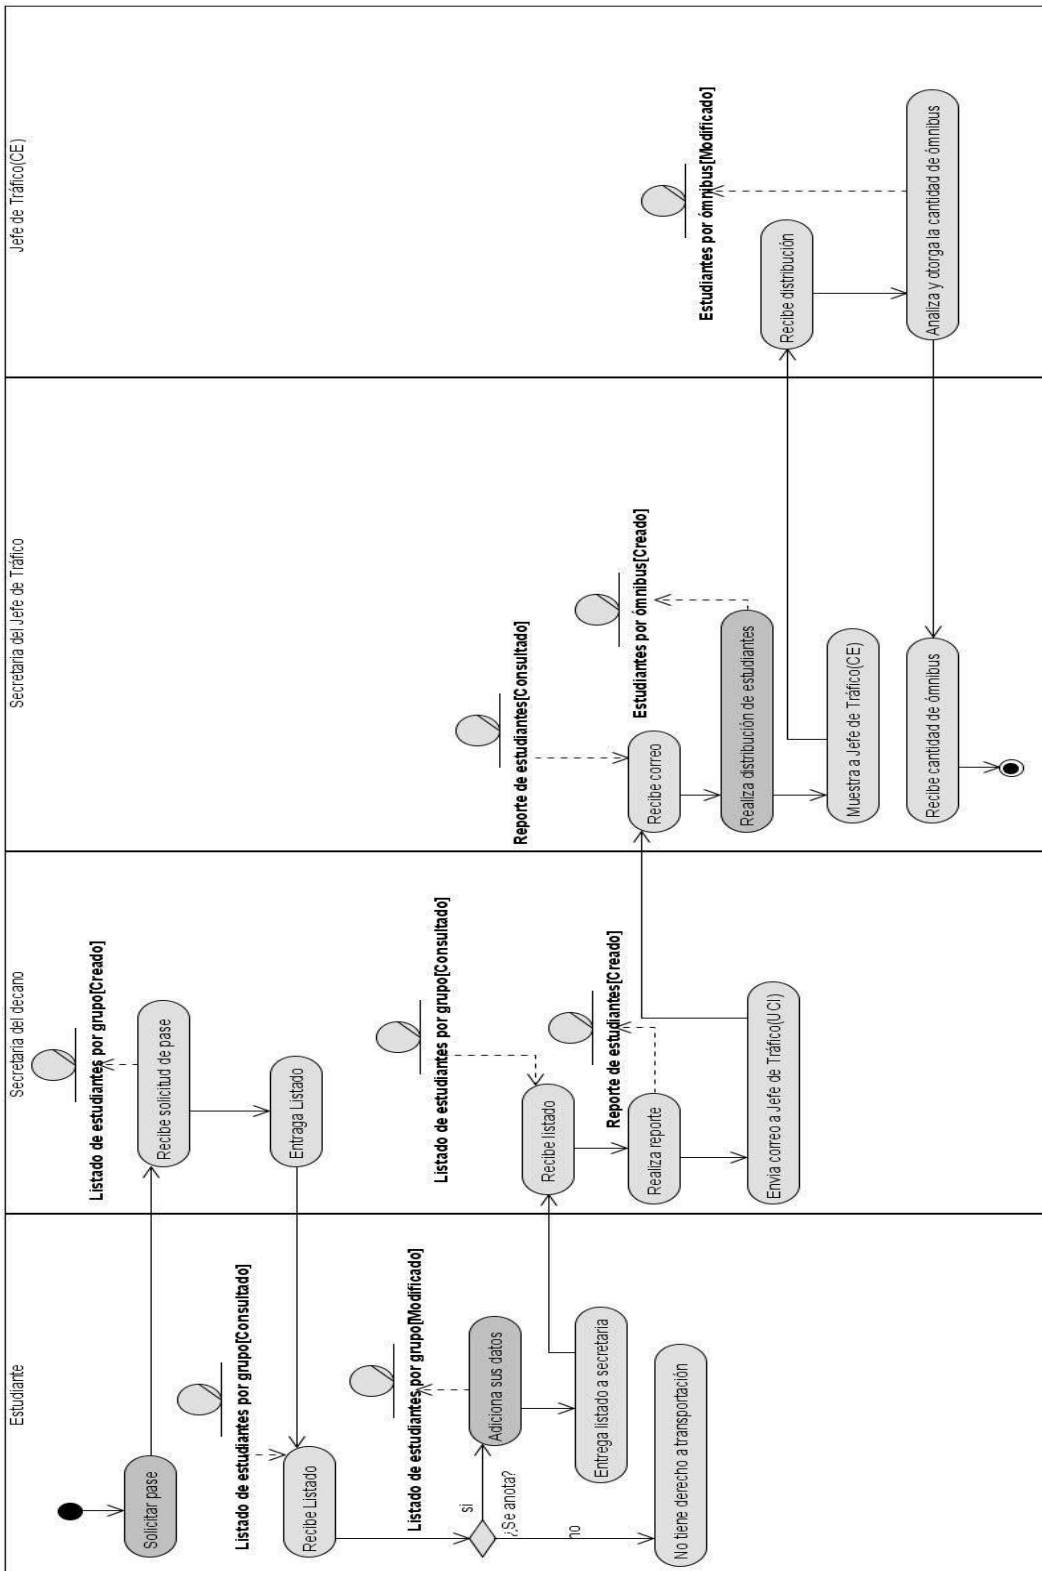 Estudiante
Secretaria del decano
Secretaria del Jefe de Tráfico
Jefe de Tráfico(CE)
Solicitar pase
Listado de estudiantes por grupo[Creado]
Recibe solicitud de pase
Entraga Listado
Listado de estudiantes por grupo[Consultado]
Recibe Listado
¿Se anota?
si
no
Listado de estudiantes por grupo[Modificado]
Adiciona sus datos
Entrega listado a secretaria
No tiene derecho a transportación
Listado de estudiantes por grupo[Consultado]
Recibe listado
Reporte de estudiantes[Creado]
Realiza reporte
Envia correo a Jefe de Tráfico(UCI)
Reporte de estudiantes[Consultado]
Recibe correo
Estudiantes por ómnibus[Creado]
Realiza distribución de estudiantes
Muestra a Jefe de Tráfico(CE)
Recibe distribución
Estudiantes por ómnibus[Modificado]
Analiza y otorga la cantidad de ómnibus
Recibe cantidad de ómnibus